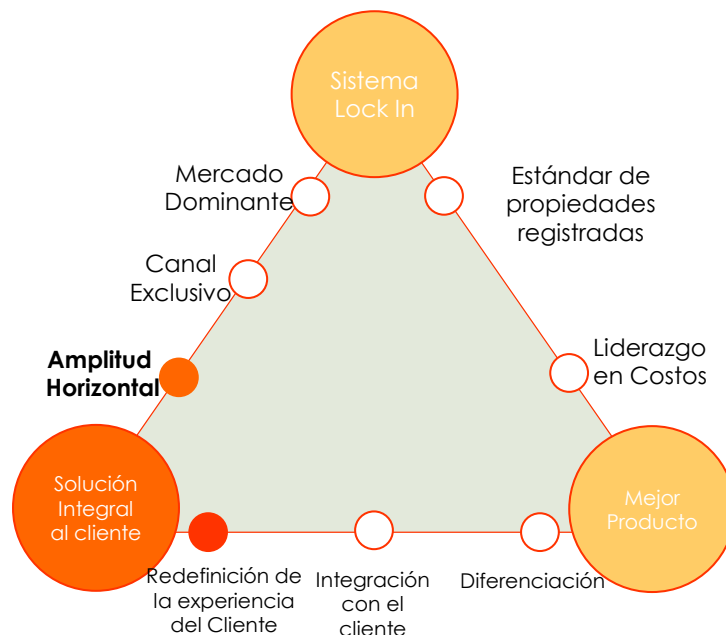 Sistema
Lock In
Mercado
Dominante
Estándar de
propiedades
registradas
Canal
Exclusivo
Amplitud
Horizontal
Liderazgo
en Costos
Solución
Integral
al cliente
Mejor
Producto
Redefinición de
la experiencia
del Cliente
Integración
con el
cliente
Diferenciación